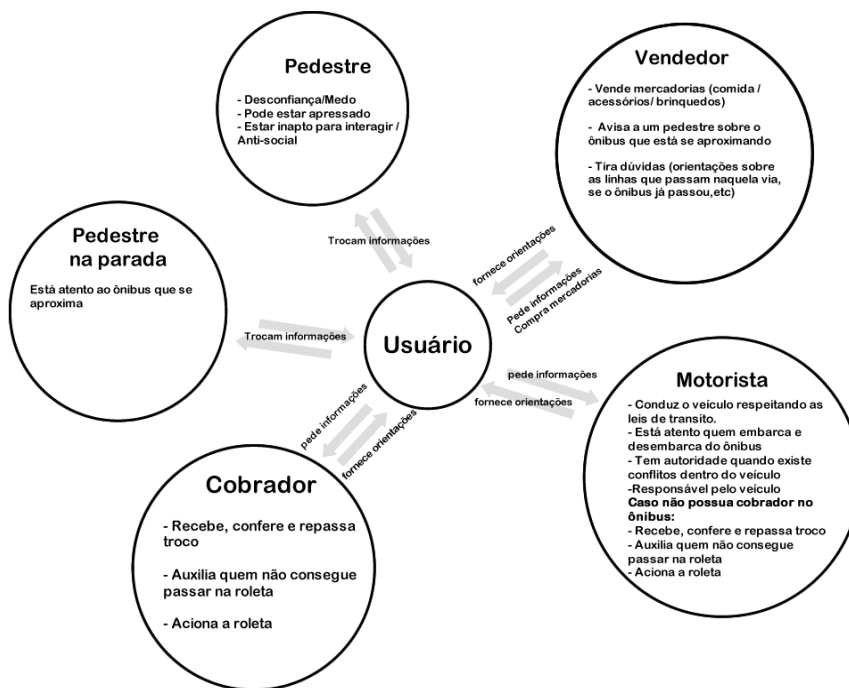 Pedestre
- Desconfiança/Medo
- Pode estar apressado
- Estar inapto para interagir /
Anti-social
Vendedor
- Vende mercadorias (comida /
acessórios/ brinquedos)
- Avisa a um pedestre sobre o
ônibus que está se aproximando
- Tira dúvidas (orientações sobre
as linhas que passam naquela via,
se o ônibus já passou,etc)
Pedestre
na parada
Está atento ao ônibus que se
aproxima
Trocam informações
fornece orientações
Pede informações
Compra mercadorias
Trocam informações
Usuário
pede informações
fornece orientações
pede informações
fornece orientações
Motorista
- Conduz o veículo respeitando as
leis de transito.
- Está atento quem embarca e
desembarca do ônibus
- Tem autoridade quando existe
conflitos dentro do veículo
-Responsável pelo veículo
Caso não possua cobrador no
ônibus:
- Recebe, confere e repassa troco
- Auxilia quem não consegue
passar na roleta
- Aciona a roleta
Cobrador
- Recebe, confere e repassa
troco
- Auxilia quem não consegue
passar na roleta
- Aciona a roleta